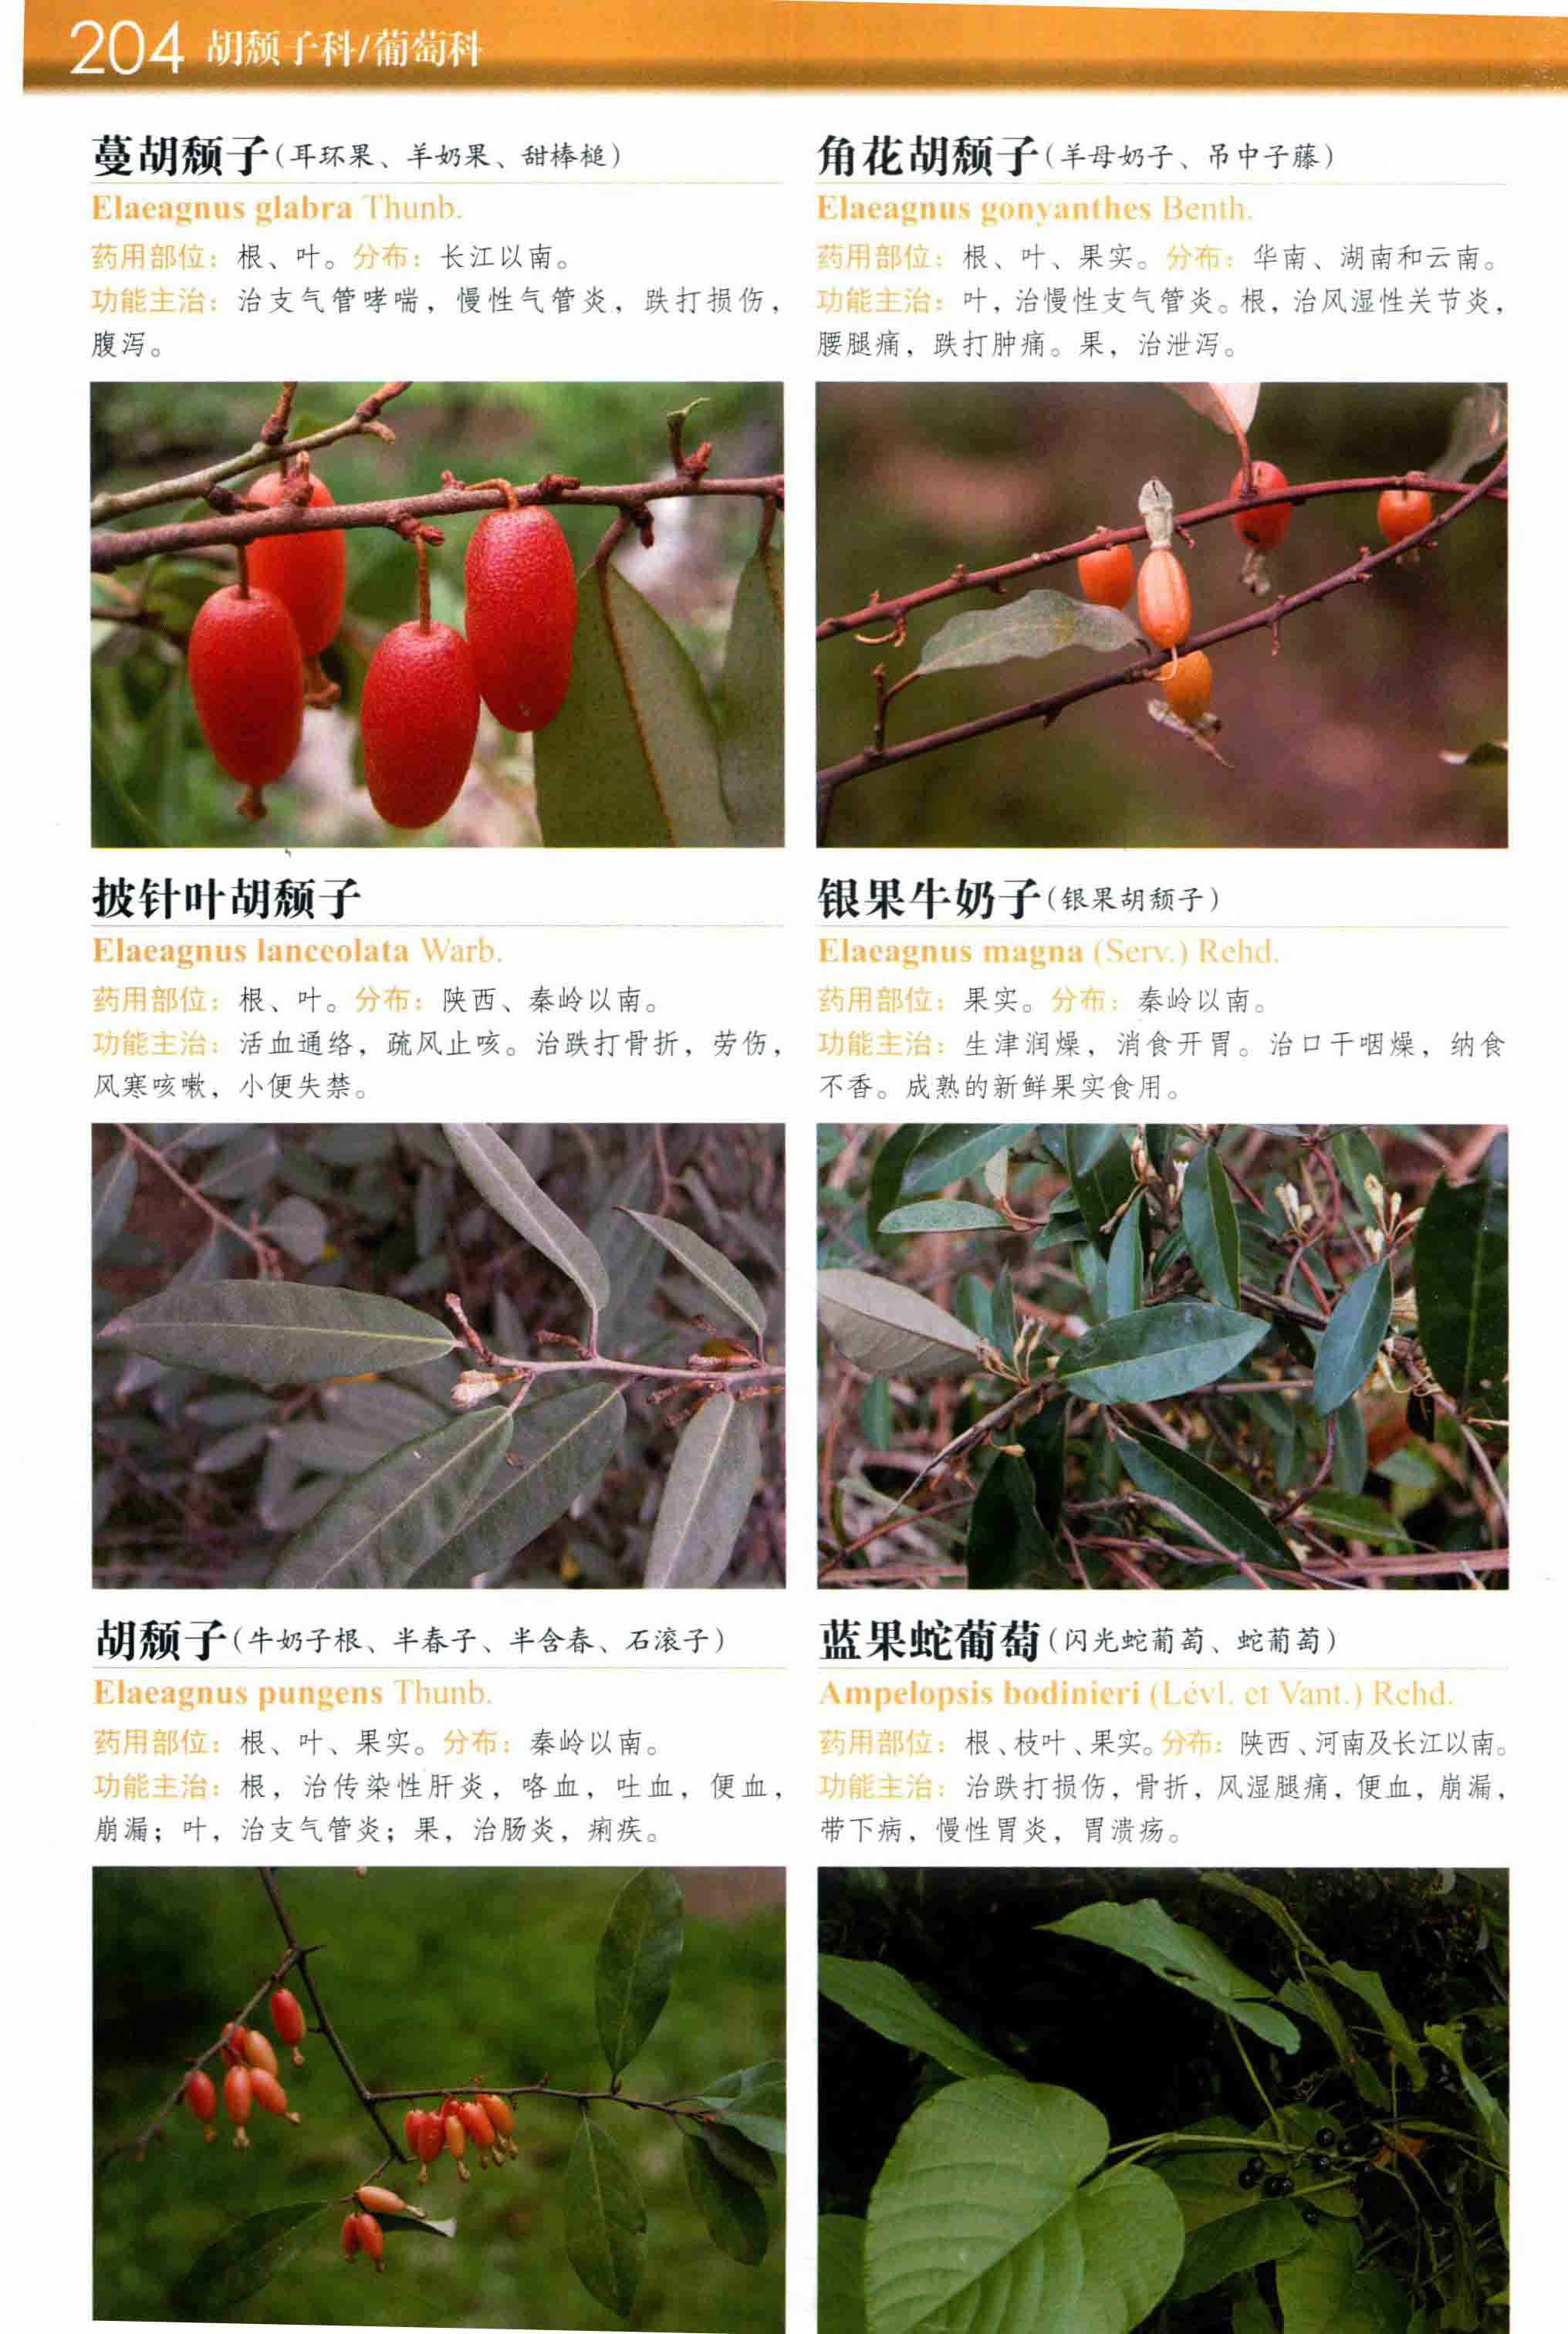 204 胡颓子科/葡萄科
蔓胡颓子(耳环果、羊奶果、甜棒槌)
Elaeagnus glabra Thunb.
药用部位：根、叶。分布：长江以南。
功能主治：治支气管哮喘，慢性气管炎，跌打损伤，
腹泻。
角花胡颓子(羊母奶子、吊中子藤)
Elaeagnus gonyanthes Benth.
药用部位：根、叶、果实。分布：华南、湖南和云南。
功能主治：叶，治慢性支气管炎。根，治风湿性关节炎，
腰腿痛，跌打肿痛。果，治泄泻。
披针叶胡颓子
Elaeagnus lanceolata Warb.
药用部位：根、叶。分布：陕西、秦岭以南。
功能主治：活血通络，疏风止咳。治跌打骨折，劳伤，
风寒咳嗽，小便失禁。
银果牛奶子(银果胡颓子)
Elaeagnus magna (Serv.) Rehd.
药用部位：果实。分布：秦岭以南。
功能主治：生津润燥，消食开胃。治口干咽燥，纳食
不香。成熟的新鲜果实食用。
胡颓子(牛奶子根、半春子、半含春、石滚子)
Elaeagnus pungens Thunb.
药用部位：根、叶、果实。分布：秦岭以南。
功能主治：根，治传染性肝炎，咯血，吐血，便血，
崩漏；叶，治支气管炎；果，治肠炎，痢疾。
蓝果蛇葡萄(闪光蛇葡萄、蛇葡萄)
Ampelopsis bodinieri (Lévl. et Vant.) Rehd.
药用部位：根、枝叶、果实。分布：陕西、河南及长江以南。
功能主治：治跌打损伤，骨折，风湿腿痛，便血，崩漏，
带下病，慢性胃炎，胃溃疡。